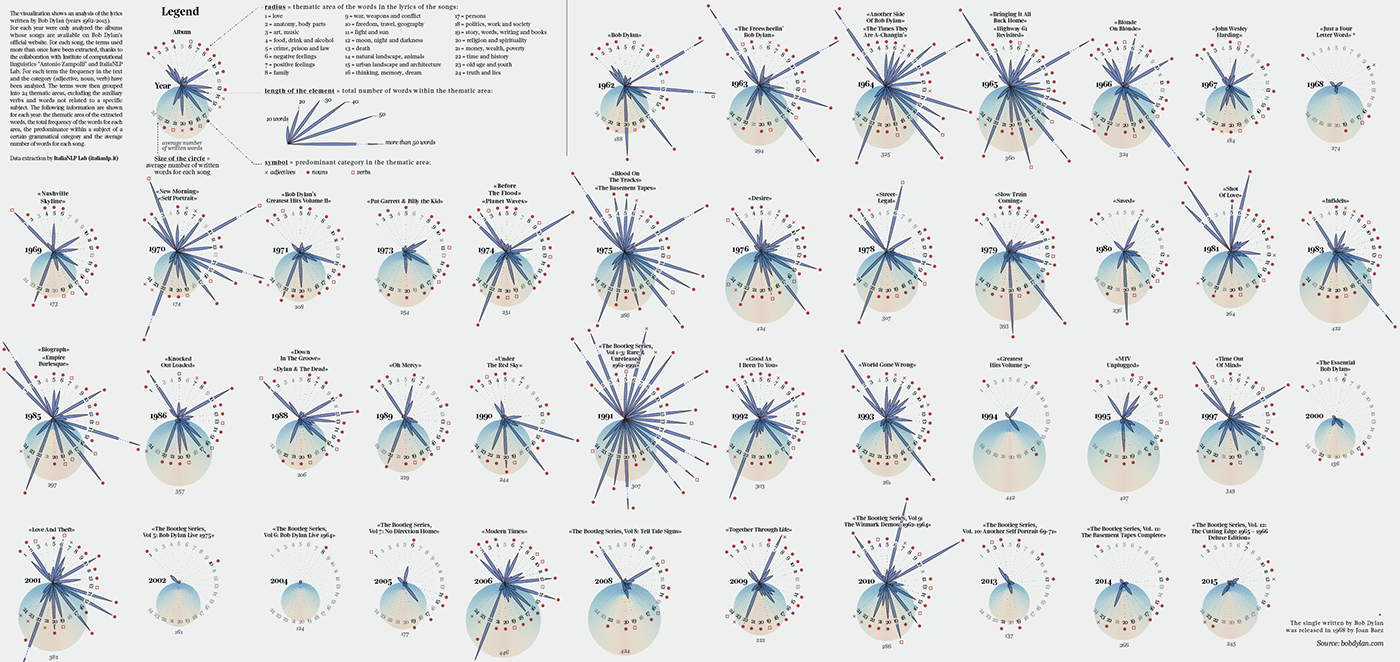 The visualization shows an analysis of the lyrics
written by Bob Dylan (years 1962-2015).
For each year were only analyzed the albums
whose songs are available on Bob Dylan's
official website. For each song, the terms used
more than once have been extracted, thanks to
the collaboration with Institute of computational
linguistics "Antonio Zampolli" and ItaliaNLP
Lab. For each term the frequency in the text
and the category (adjective, noun, verb) have
been analyzed. The terms were then grouped
into 24 thematic areas, excluding the auxiliary
verbs and words not related to a specific
subject. The following information are shown
for each year: the thematic area of the extracted
words, the total frequency of the words for each
area, the predominance within a subject of a
certain grammatical category and the average
number of words for each song.
Data extraction by ItaliaNLP Lab (italianlp.it)
Legend
Album
Year
average number
of written words
Size of the circle =
average number of written
words for each song
radius = thematic area of the words in the lyrics of the songs:
1 = love
2 = anatomy, body parts
3 = art, music
4 = food, drink and alcohol
5 = crime, prison and law
6 = negative feelings
7 = positive feelings
8 = family
9 = war, weapons and conflict
10 = freedom, travel, geography
11 = light and sun
12 = moon, night and darkness
13 = death
14 = natural landscape, animals
15 = urban landscape and architecture
16 = thinking, memory, dream
17 = persons
18 = politics, work and society
19 = story, words, writing and books
20 = religion and spirituality
21 = money, wealth, poverty
22 = time and history
23 = old age and youth
24 = truth and lies
length of the element = total number of words within the thematic area:
10 words
20
30
40
50
more than 50 words
symbol = predominant category in the thematic area:
adjectives
nouns
verbs
«Bob Dylan»
1962
188
«The Freewheelin'
Bob Dylan»
1963
294
«Another Side
Of Bob Dylan»
«The Times They
Are A-Changin'»
1964
325
«Bringing It All
Back Home»
«Highway 61
Revisited»
1965
360
«Blonde
On Blonde»
1966
324
«John Wesley
Harding»
1967
«Just a Four
Letter Words» *
1968
274
«Nashville
Skyline»
1969
173
«New Morning»
«Self Portrait»
1970
174
«Bob Dylan's
Greatest Hits Volume II»
1971
208
«Pat Garrett & Billy the Kid»
1973
254
«Before
The Flood»
«Planet Waves»
1974
251
«Blood On
The Tracks»
«The Basement Tapes»
1975
286
«Desire»
1976
424
«Street-
Legal»
1978
307
«Slow Train
Coming»
1979
393
«Saved»
1980
236
«Shot
Of Love»
1981
264
«Infidels»
1983
422
«Biograph»
«Empire
Burlesque»
1985
297
«Knocked
Out Loaded»
1986
357
«Down
In The Groove»
«Dylan & The Dead»
1988
206
«Oh Mercy»
1989
229
«Under
The Red Sky»
1990
244
«The Bootleg Series,
Vol 1-3: Rare &
Unreleased
1961-1991»
1991
307
«Good As
I Been To You»
1992
303
«World Gone Wrong»
1993
261
«Greatest
Hits Volume 3»
1994
442
«MTV
Unplugged»
1995
427
«Time Out
Of Mind»
1997
349
«The Essential
Bob Dylan»
2000
136
«Love And Theft»
2001
382
«The Bootleg Series,
Vol 5: Bob Dylan Live 1975»
2002
161
«The Bootleg Series,
Vol 6: Bob Dylan Live 1964»
2004
124
«The Bootleg Series,
Vol 7: No Direction Home»
2005
177
«Modern Times»
2006
446
«The Bootleg Series, Vol 8: Tell Tale Signs»
2008
424
«Together Through Life»
2009
222
«The Bootleg Series, Vol 9:
The Witmark Demos: 1962-1964»
2010
286
«The Bootleg Series,
Vol. 10: Another Self Portrait 69-71»
2013
137
«The Bootleg Series, Vol. 11:
The Basement Tapes Complete»
2014
266
«The Bootleg Series, Vol. 12:
The Cutting Edge 1965 – 1966
Deluxe Edition»
2015
245
*
The single written by Bob Dylan
was released in 1968 by Joan Baez
Source: bobdylan.com